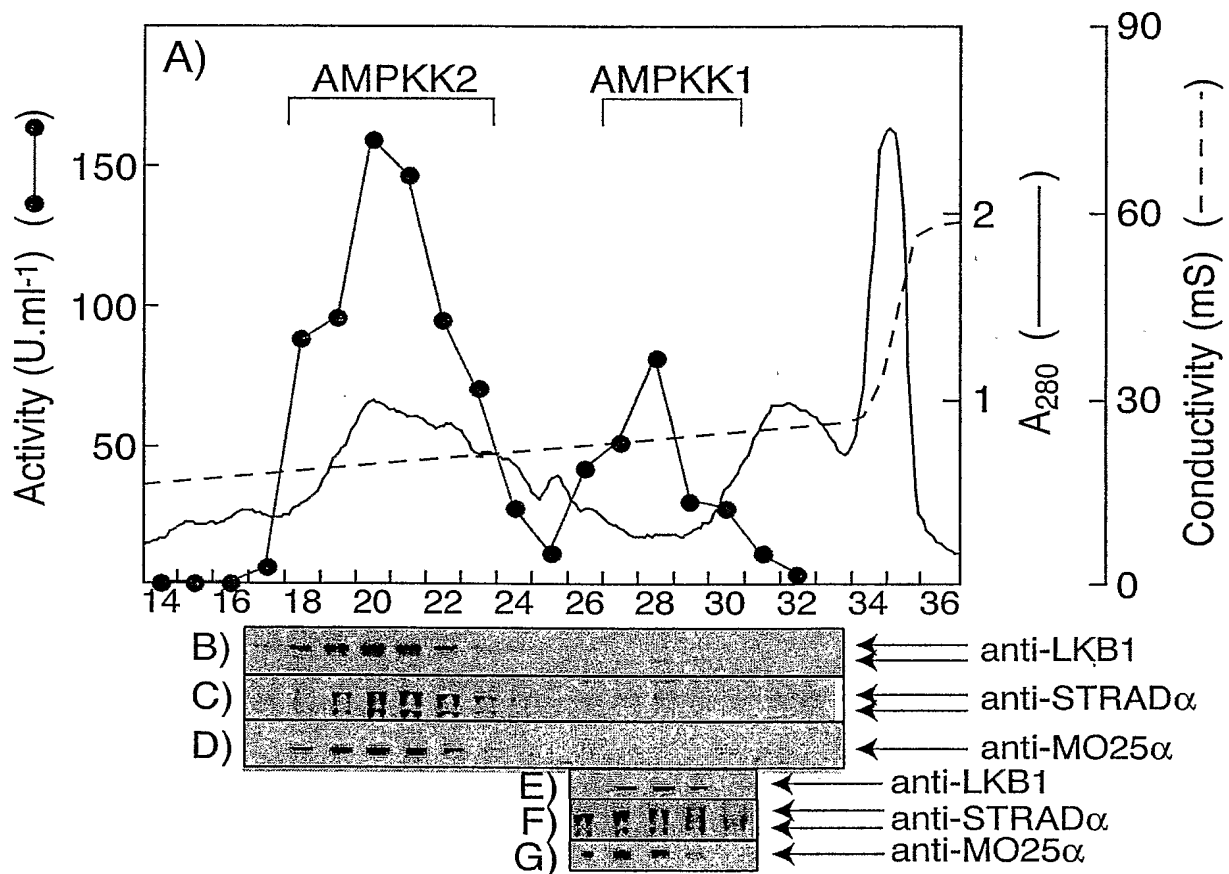 A)
AMPKK2
AMPKK1
Activity (U.ml-1) ( )
150
100
50
2
1
A280 ( )
90
60
30
0
Conductivity (mS) ( )
14 16 18 20 22 24 26 28 30 32 34 36
B) anti-LKB1
C) anti-STRADα
D) anti-MO25α
E) anti-LKB1
F) anti-STRADα
G) anti-MO25α